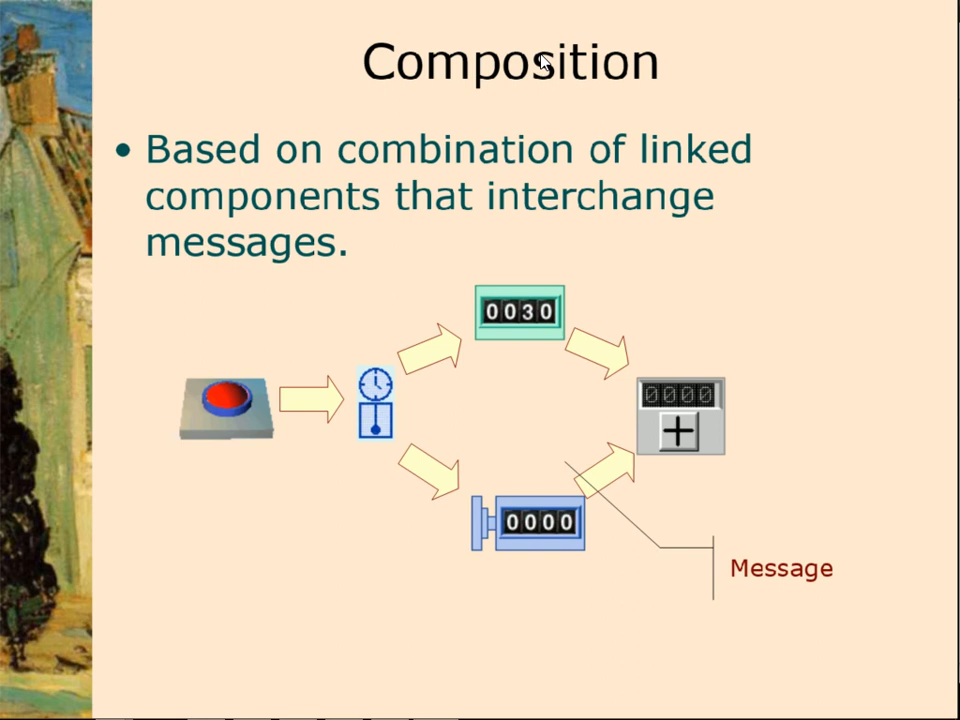 Composition
• Based on combination of linked
components that interchange
messages.
0030
0000
0000
+
Message